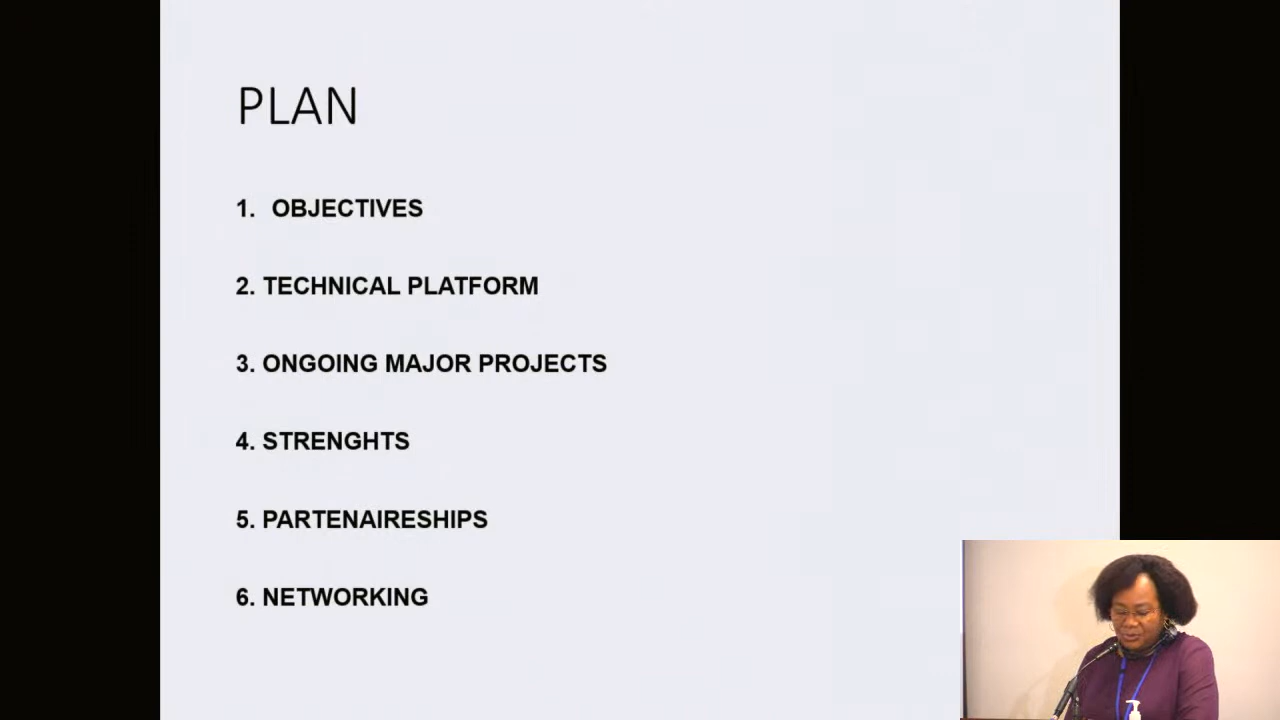 PLAN
1. OBJECTIVES
2. TECHNICAL PLATFORM
3. ONGOING MAJOR PROJECTS
4. STRENGHTS
5. PARTENAIRESHIPS
6. NETWORKING